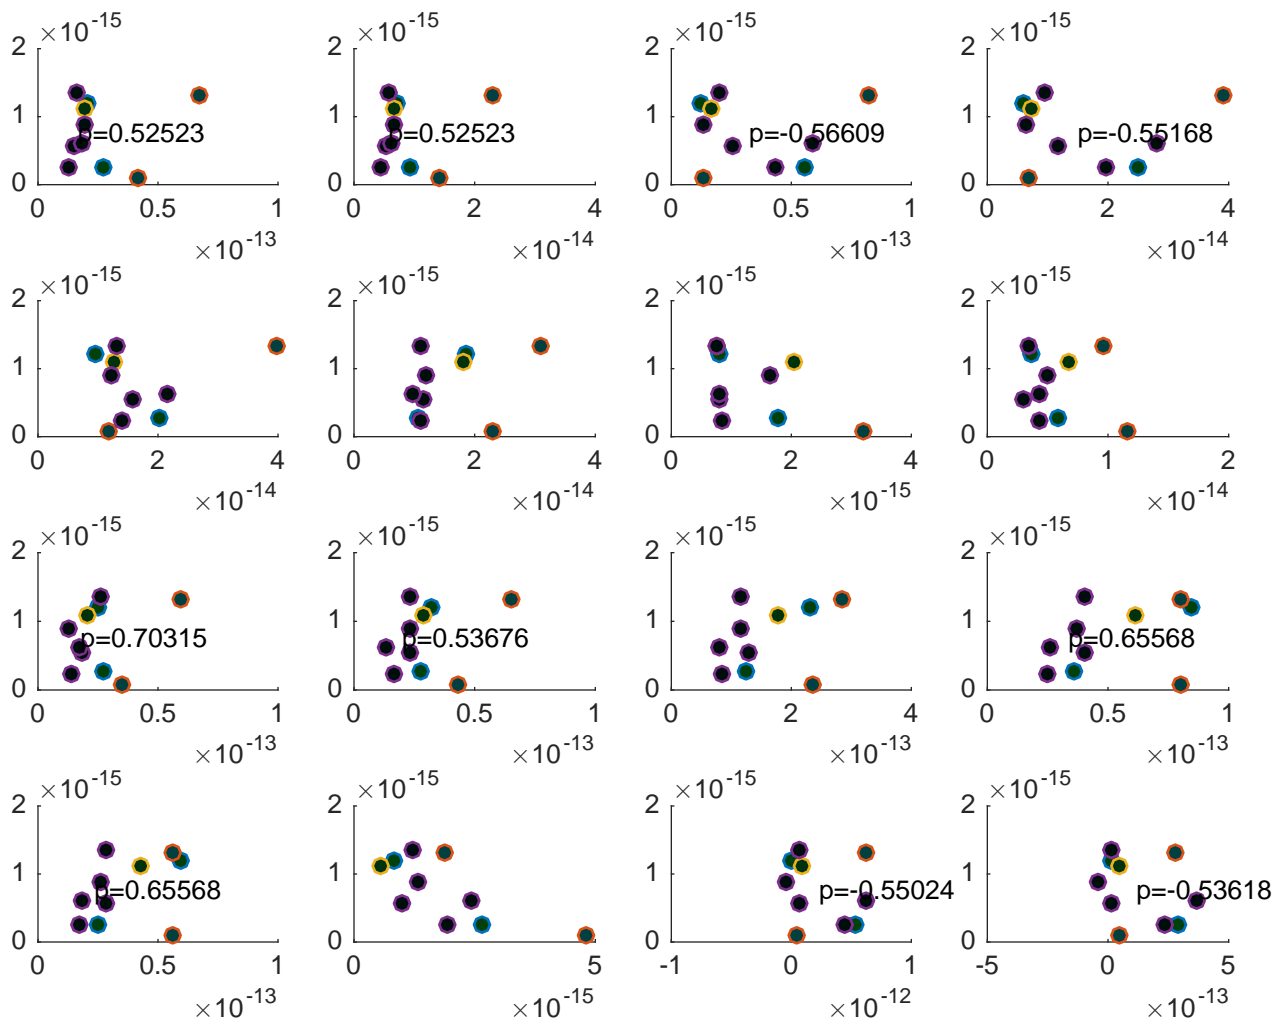 ×10^-15 ×10^-15 ×10^-15 ×10^-15
2 2 2 2
1 1 1 1
p=0.52523 p=0.52523 p=-0.56609 p=-0.55168
0 0 0 0
0 0.5 1 0 2 4 0 0.5 1 0 2 4
×10^-13 ×10^-14 ×10^-13 ×10^-14
×10^-15 ×10^-15 ×10^-15 ×10^-15
2 2 2 2
1 1 1 1
0 0 0 0
0 2 4 0 2 4 0 2 4 0 1 2
×10^-14 ×10^-14 ×10^-15 ×10^-14
×10^-15 ×10^-15 ×10^-15 ×10^-15
2 2 2 2
1 1 1 1
p=0.70315 p=0.53676 p=0.65568
0 0 0 0
0 0.5 1 0 0.5 1 0 2 4 0 0.5 1
×10^-13 ×10^-13 ×10^-13 ×10^-13
×10^-15 ×10^-15 ×10^-15 ×10^-15
2 2 2 2
1 1 1 1
p=0.65568 p=-0.55024 p=-0.53618
0 0 0 0
0 0.5 1 0 5 -1 0 1 -5 0 5
×10^-13 ×10^-15 ×10^-12 ×10^-13